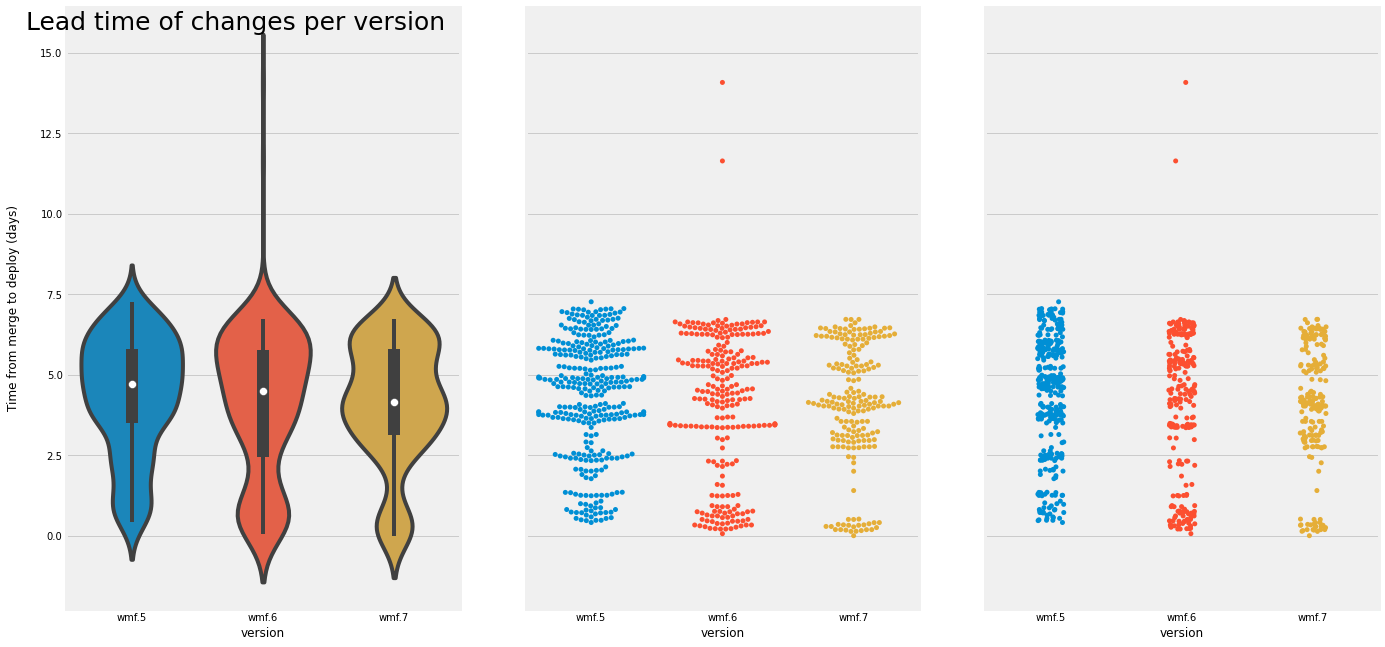 Lead time of changes per version
Time from merge to deploy (days)
15.0
12.5
10.0
7.5
5.0
2.5
0.0
wmf.5 wmf.6 wmf.7
version
wmf.5 wmf.6 wmf.7
version
wmf.5 wmf.6 wmf.7
version